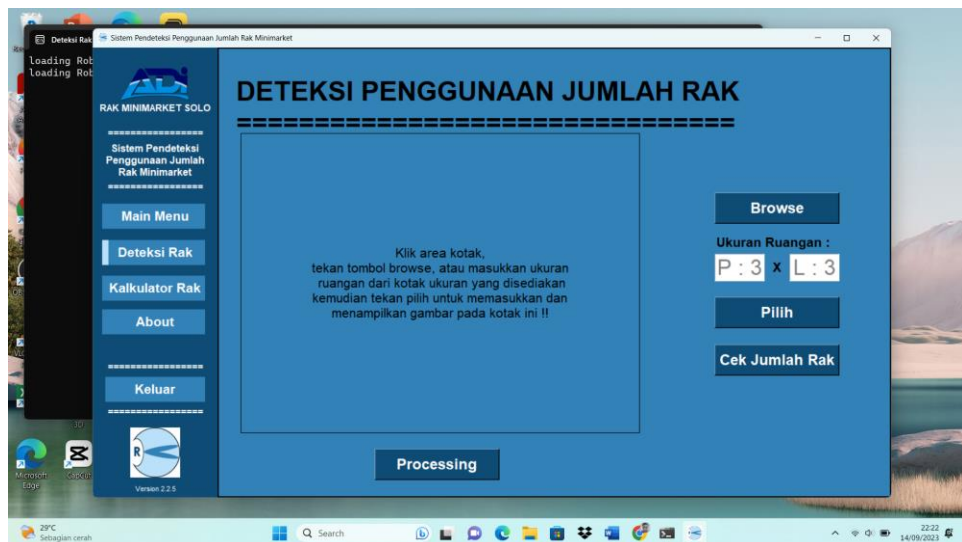 Deteksi Rak
Sistem Pendeteksi Penggunaan Jumlah Rak Minimarket
loading Rob
loading Rob
ADI
RAK MINIMARKET SOLO
=================
Sistem Pendeteksi
Penggunaan Jumlah
Rak Minimarket
=================
Main Menu
Deteksi Rak
Kalkulator Rak
About
=================
Keluar
=================
R
Version 2.2.5
DETEKSI PENGGUNAAN JUMLAH RAK
================================
Klik area kotak,
tekan tombol browse, atau masukkan ukuran
ruangan dari kotak ukuran yang disediakan
kemudian tekan pilih untuk memasukkan dan
menampilkan gambar pada kotak ini !!
Processing
Browse
Ukuran Ruangan :
P : 3 x L : 3
Pilih
Cek Jumlah Rak
3D
Microsoft
Edge
CapCut
29°C
Sebagian cerah
Search
22:22
14/09/2023